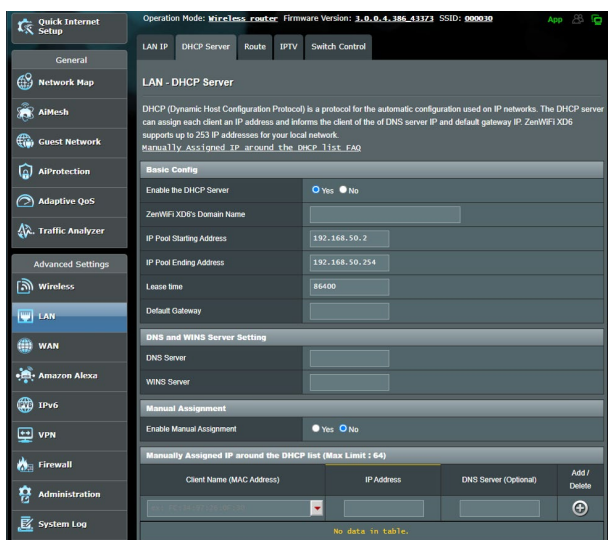 Quick Internet
Setup
Operation Mode: Wireless router Firmware Version: 3.0.0.4.386_43373 SSID: 000030
App
General
Network Map
AiMesh
Guest Network
AiProtection
Adaptive QoS
Traffic Analyzer
Advanced Settings
Wireless
LAN
WAN
Amazon Alexa
IPv6
VPN
Firewall
Administration
System Log
LAN IP DHCP Server Route IPTV Switch Control
LAN - DHCP Server
DHCP (Dynamic Host Configuration Protocol) is a protocol for the automatic configuration used on IP networks. The DHCP server
can assign each client an IP address and informs the client of the of DNS server IP and default gateway IP. ZenWiFi XD6
supports up to 253 IP addresses for your local network.
Manually Assigned IP around the DHCP list FAQ
Basic Config
Enable the DHCP Server Yes No
ZenWiFi XD6's Domain Name
IP Pool Starting Address 192.168.50.2
IP Pool Ending Address 192.168.50.254
Lease time 86400
Default Gateway
DNS and WINS Server Setting
DNS Server
WINS Server
Manual Assignment
Enable Manual Assignment Yes No
Manually Assigned IP around the DHCP list (Max Limit : 64)
Client Name (MAC Address) IP Address DNS Server (Optional) Add /
Delete
No data in table.